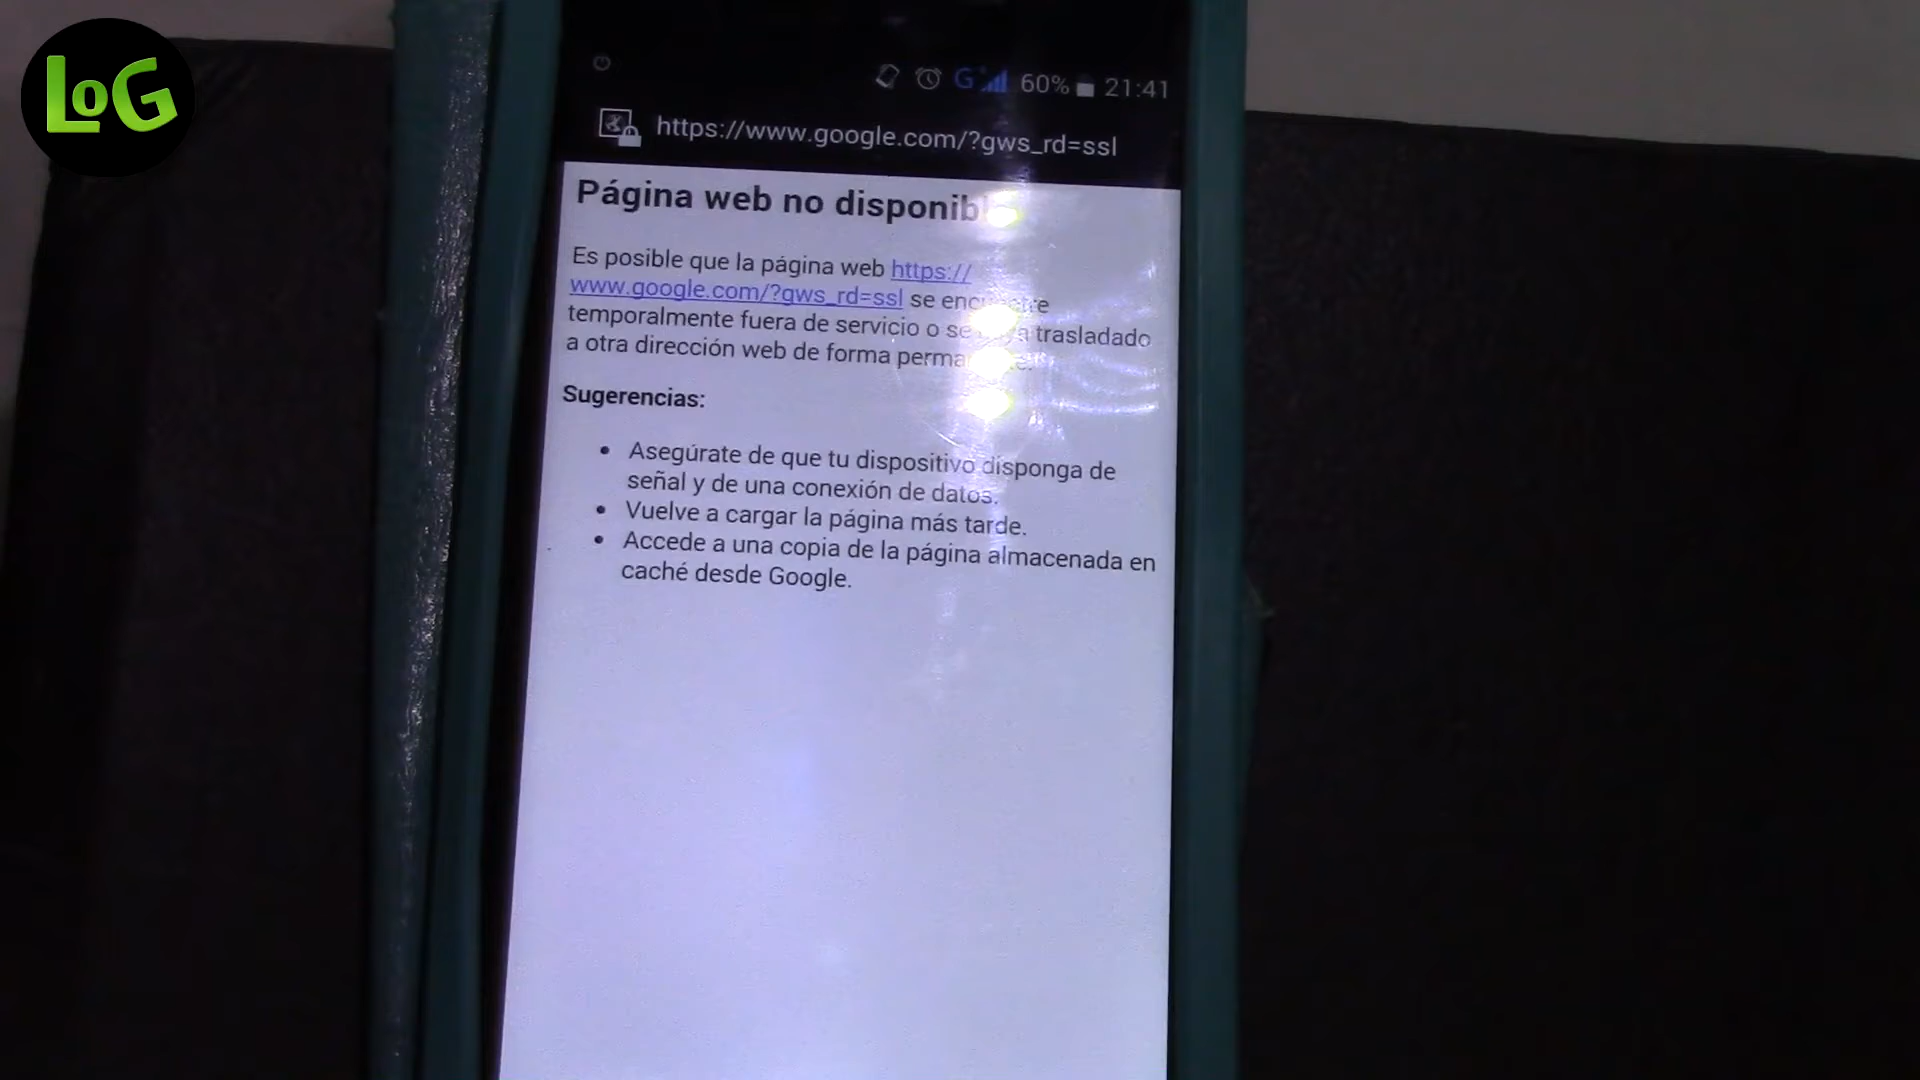 LOG
G 60% 21:41
https://www.google.com/?gws_rd=ssl
Página web no disponib
Es posible que la página web https://
www.google.com/?gws_rd=ssl se encuentre
temporalmente fuera de servicio o se haya trasladado
a otra dirección web de forma permanente.
Sugerencias:
• Asegúrate de que tu dispositivo disponga de
señal y de una conexión de datos.
• Vuelve a cargar la página más tarde.
• Accede a una copia de la página almacenada en
caché desde Google.